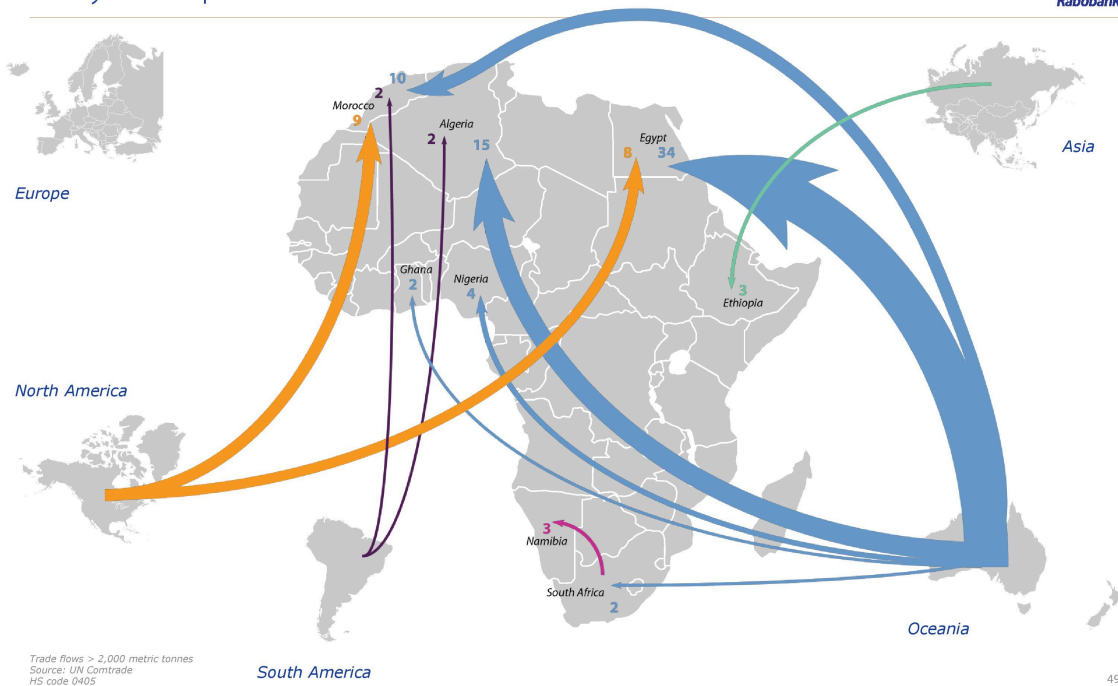 Rabobank
10
2
Morocco
9
Algeria
2
15
Egypt
8
34
Asia
Europe
Ghana
2
Nigeria
4
3
Ethiopia
North America
3
Namibia
South Africa
2
Oceania
South America
Trade flows > 2,000 metric tonnes
Source: UN Comtrade
HS code 0405
49